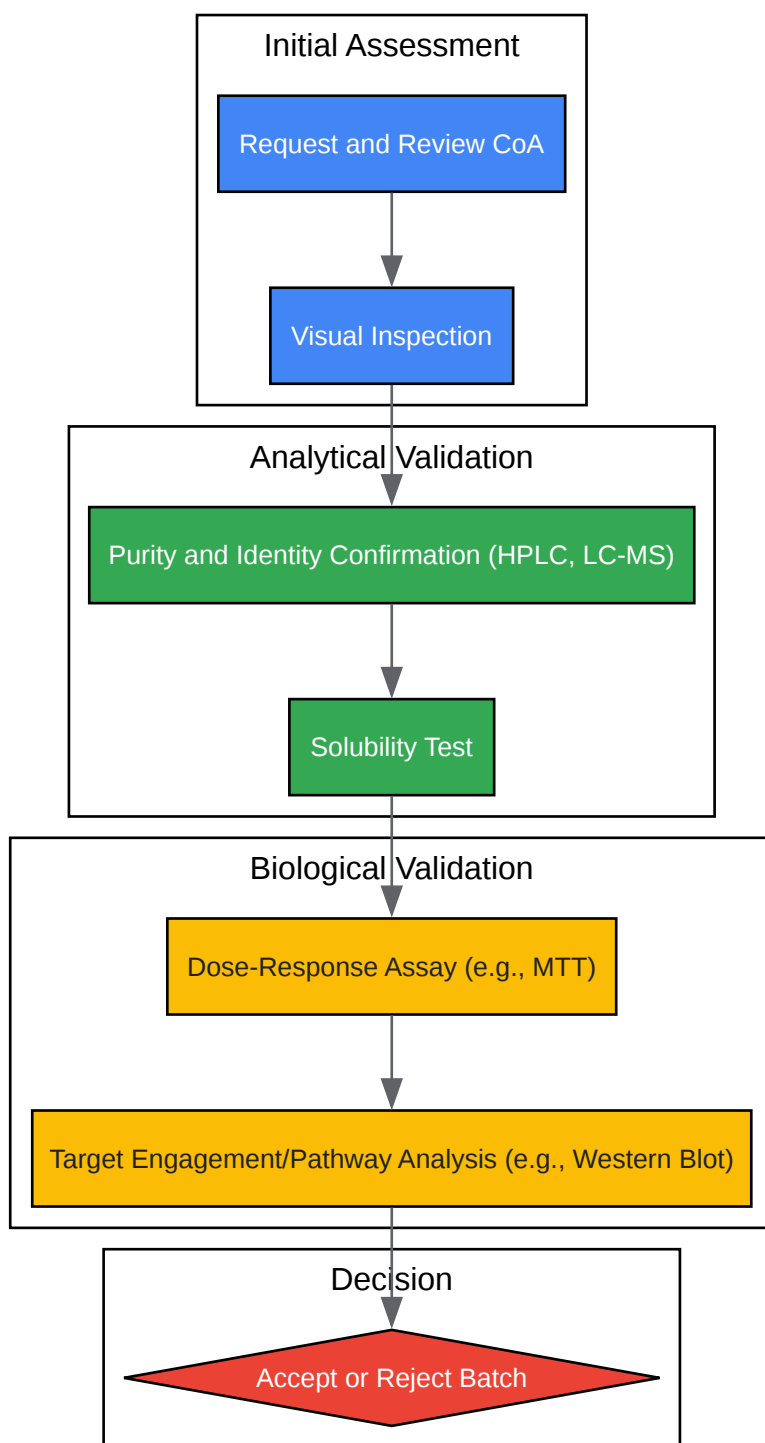 Initial Assessment
Request and Review CoA
Visual Inspection
Analytical Validation
Purity and Identity Confirmation (HPLC, LC-MS)
Solubility Test
Biological Validation
Dose-Response Assay (e.g., MTT)
Target Engagement/Pathway Analysis (e.g., Western Blot)
Decision
Accept or Reject Batch